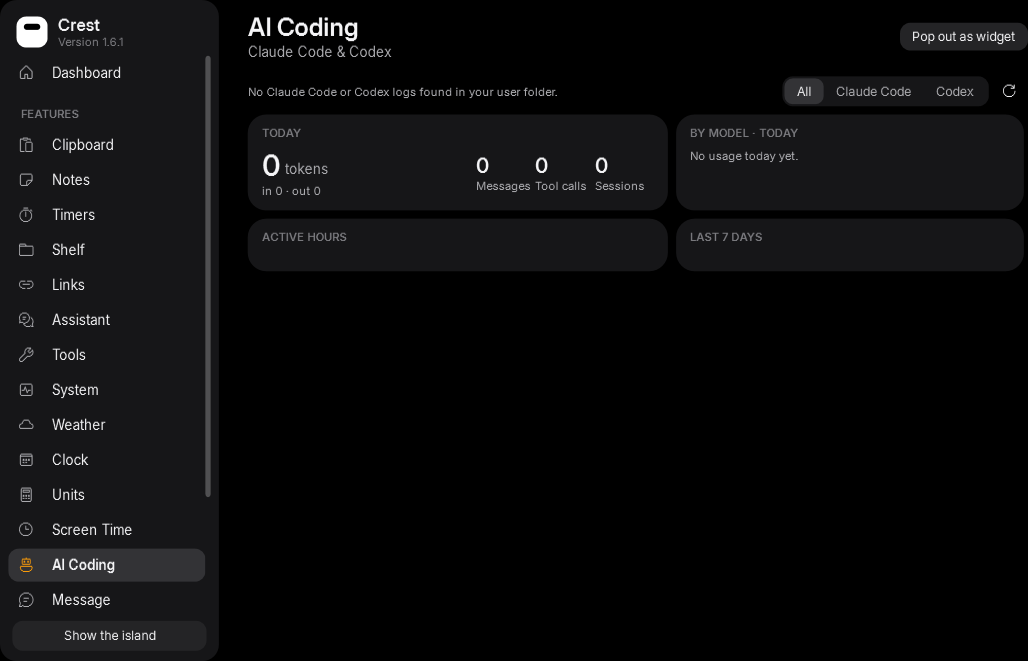 Crest
Version 1.6.1
Dashboard
FEATURES
Clipboard
Notes
Timers
Shelf
Links
Assistant
Tools
System
Weather
Clock
Units
Screen Time
AI Coding
Message
Show the island
AI Coding
Claude Code & Codex
Pop out as widget
No Claude Code or Codex logs found in your user folder.
All Claude Code Codex
TODAY
0 tokens
in 0 · out 0
0 0 0
Messages Tool calls Sessions
BY MODEL · TODAY
No usage today yet.
ACTIVE HOURS
LAST 7 DAYS